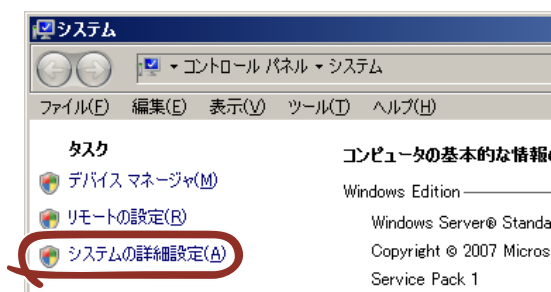 システム
コントロール パネル システム
ファイル(F) 編集(E) 表示(V) ツール(T) ヘルプ(H)
タスク
デバイス マネージャ(M)
リモートの設定(R)
システムの詳細設定(A)
コンピュータの基本的な情報
Windows Edition
Windows Server® Standa
Copyright © 2007 Micros
Service Pack 1